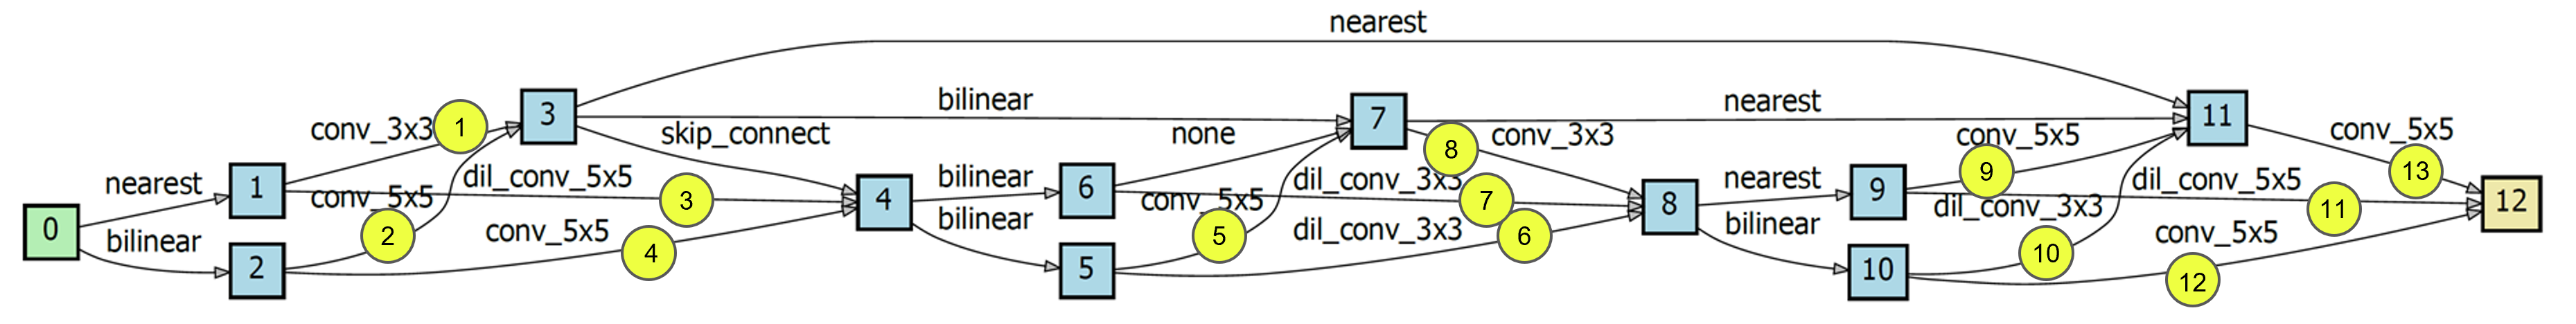 nearest
3
bilinear
7
nearest
11
conv_3x3
1
skip_connect
none
8
conv_3x3
conv_5x5
9
conv_5x5
13
nearest
1
dil_conv_5x5
3
bilinear
6
dil_conv_3x3
7
nearest
9
dil_conv_5x5
11
12
conv_5x5
2
4
conv_5x5
5
8
dil_conv_3x3
10
0
bilinear
2
conv_5x5
4
bilinear
5
dil_conv_3x3
6
bilinear
10
conv_5x5
12